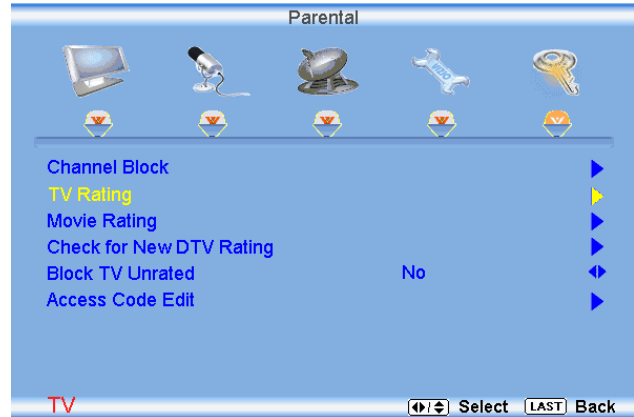 Parental
VIZIO
Channel Block
TV Rating
Movie Rating
Check for New DTV Rating
Block TV Unrated No
Access Code Edit
TV Select LAST Back